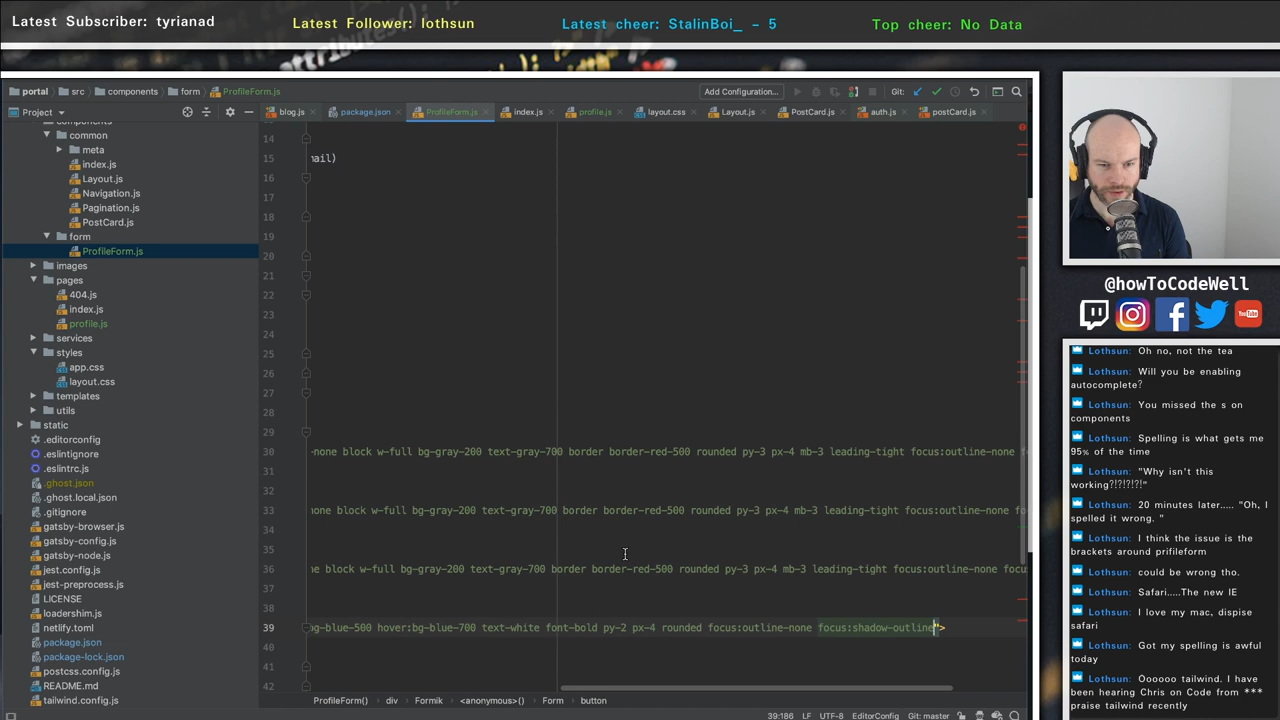 Latest Subscriber: tyrianad
Latest Follower: lothsun
Latest cheer: StalinBoi_ - 5
Top cheer: No Data
portal
src
components
form
ProfileForm.js
Add Configuration...
Git:
Project
blog.js
package.json
ProfileForm.js
index.js
profile.js
layout.css
Layout.js
PostCard.js
auth.js
postcard.js
components
common
meta
index.js
Layout.js
Navigation.js
Pagination.js
PostCard.js
form
ProfileForm.js
images
pages
404.js
index.js
profile.js
services
styles
app.css
layout.css
templates
utils
static
.editorconfig
.eslintignore
.eslintrc.js
.ghost.json
.ghost.local.json
.gitignore
gatsby-browser.js
gatsby-config.js
gatsby-node.js
jest.config.js
jest-preprocess.js
LICENSE
loadershim.js
netlify.toml
package.json
package-lock.json
postcss.config.js
README.md
tailwind.config.js
14
15 ail)
16
17
18
19
20
21
22
23
24
25
26
27
28
29
30 -none block w-full bg-gray-200 text-gray-700 border border-red-500 rounded py-3 px-4 mb-3 leading-tight focus:outline-none f
31
32
33 none block w-full bg-gray-200 text-gray-700 border border-red-500 rounded py-3 px-4 mb-3 leading-tight focus:outline-none fo
34
35
36 e block w-full bg-gray-200 text-gray-700 border border-red-500 rounded py-3 px-4 mb-3 leading-tight focus:outline-none focu
37
38
39 bg-blue-500 hover:bg-blue-700 text-white font-bold py-2 px-4 rounded focus:outline-none focus:shadow-outline">
40
41
42
ProfileForm()
div
Formik
<anonymous>()
Form
button
39:186 LF UTF-8 EditorConfig Git: master
@howToCodeWell
Lothsun: Oh no, not the tea
Lothsun: Will you be enabling
autocomplete?
Lothsun: You missed the s on
components
Lothsun: Spelling is what gets me
95% of the time
Lothsun: "Why isn't this
working?!?!?!?!"
Lothsun: 20 minutes later..... "Oh, I
spelled it wrong. "
Lothsun: I think the issue is the
brackets around prifileform
Lothsun: could be wrong tho.
Lothsun: Safari.....The new IE
Lothsun: I love my mac, dispise
safari
Lothsun: Got my spelling is awful
today
Lothsun: Ooooo tailwind. I have
been hearing Chris on Code from ***
praise tailwind recently